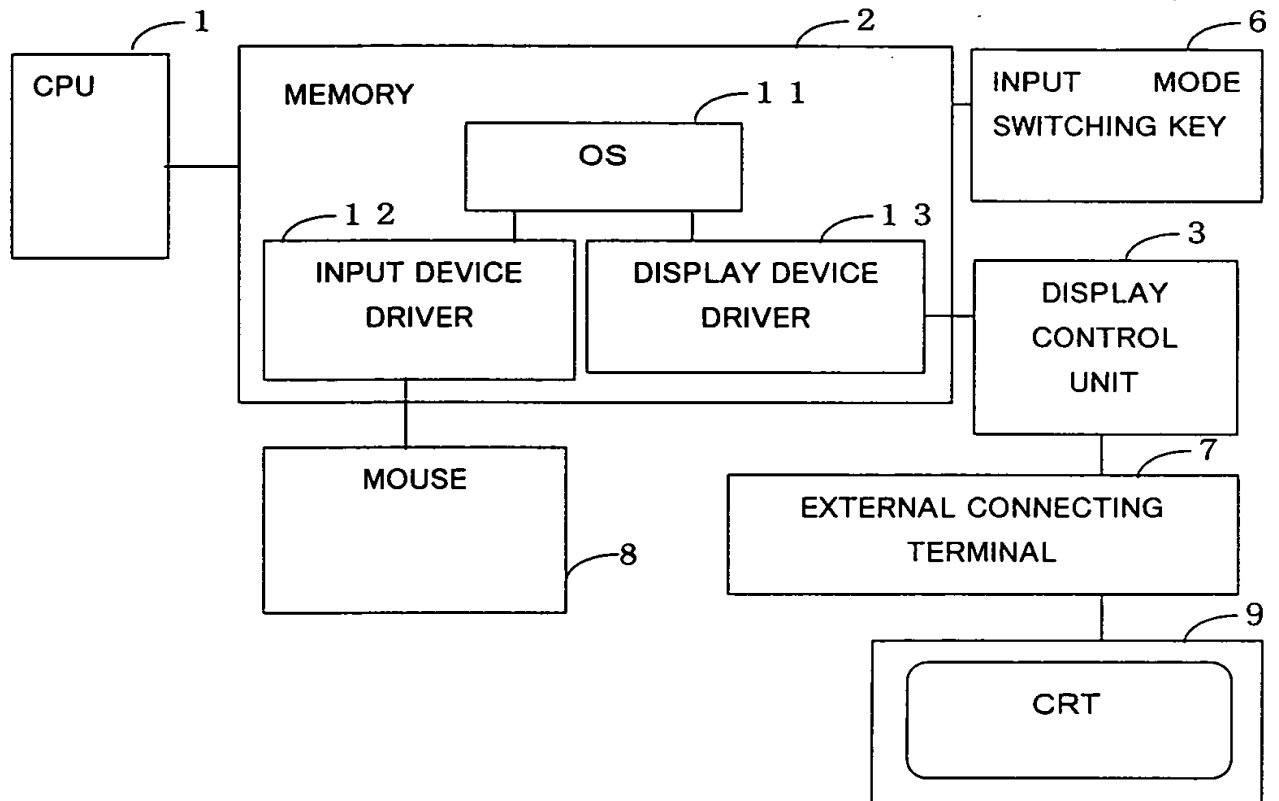 1
2
6
CPU
MEMORY
INPUT MODE
SWITCHING KEY
1 1
OS
1 2
1 3
3
INPUT DEVICE
DRIVER
DISPLAY DEVICE
DRIVER
DISPLAY
CONTROL
UNIT
7
MOUSE
EXTERNAL CONNECTING
TERMINAL
8
9
CRT